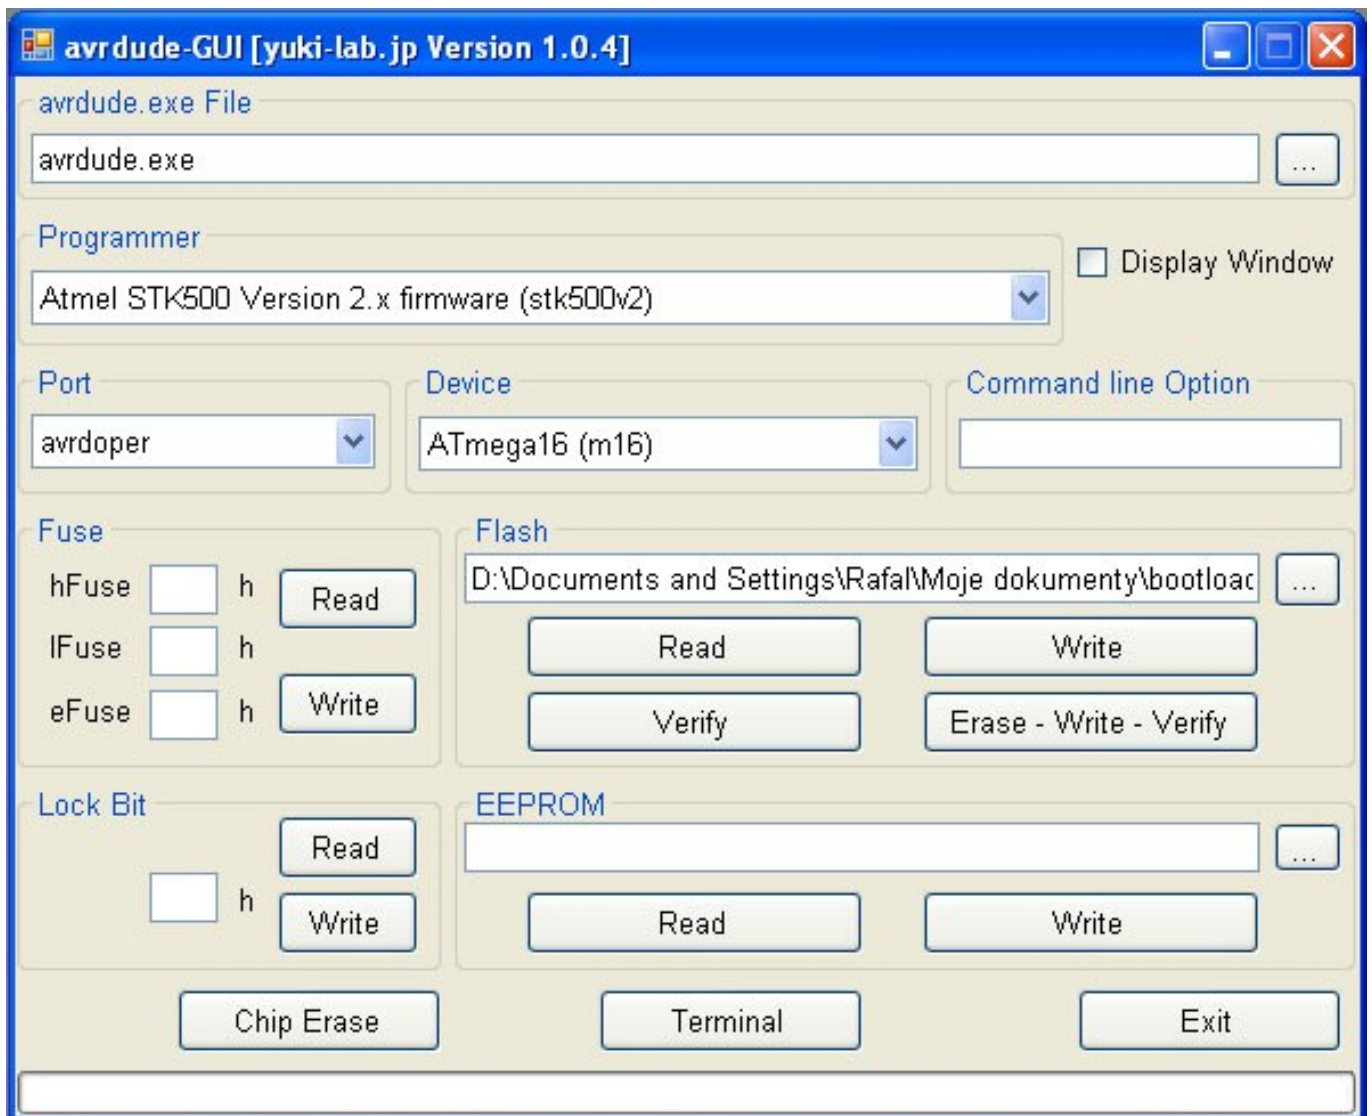 avrdude-GUI [yuki-lab.jp Version 1.0.4]
avrdude.exe File
avrdude.exe
...
Programmer
Atmel STK500 Version 2.x firmware (stk500v2)
Display Window
Port
avrdoper
Device
ATmega16 (m16)
Command line Option
Fuse
hFuse h Read
lFuse h
eFuse h Write
Flash
D:\Documents and Settings\Rafal\Moje dokumenty\bootloac ...
Read Write
Verify Erase - Write - Verify
Lock Bit
Read
h
Write
EEPROM
...
Read Write
Chip Erase Terminal Exit